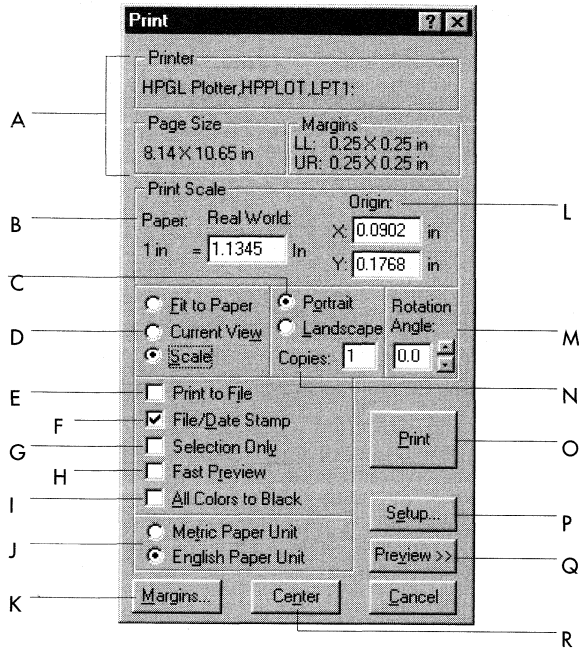 Print ? ×
Printer
HPGL Plotter,HPPLOT,LPT1:
A
Page Size
8.14 X 10.65 in
Margins
LL: 0.25 X 0.25 in
UR: 0.25 X 0.25 in
Print Scale
B
Paper: Real World:
1 in = 1.1345 In
Origin:
L
X: 0.0902 in
Y: 0.1768 in
C
D
Fit to Paper
Current View
Scale
Portrait
Landscape
Copies: 1
Rotation
Angle:
0.0
M
N
E Print to File
F File/Date Stamp
G Selection Only
H Fast Preview
I All Colors to Black
Print O
J
Metric Paper Unit
English Paper Unit
Setup... P
Preview >> Q
K Margins... Center Cancel
R